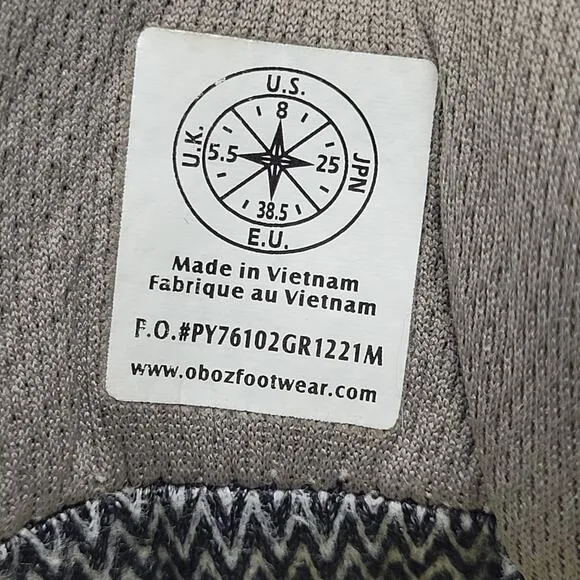 U.S.
8
U.K.
5.5
25
JPN
38.5
E.U.
Made in Vietnam
Fabrique au Vietnam
P.O.#PY76102GR1221M
www.obozfootwear.com